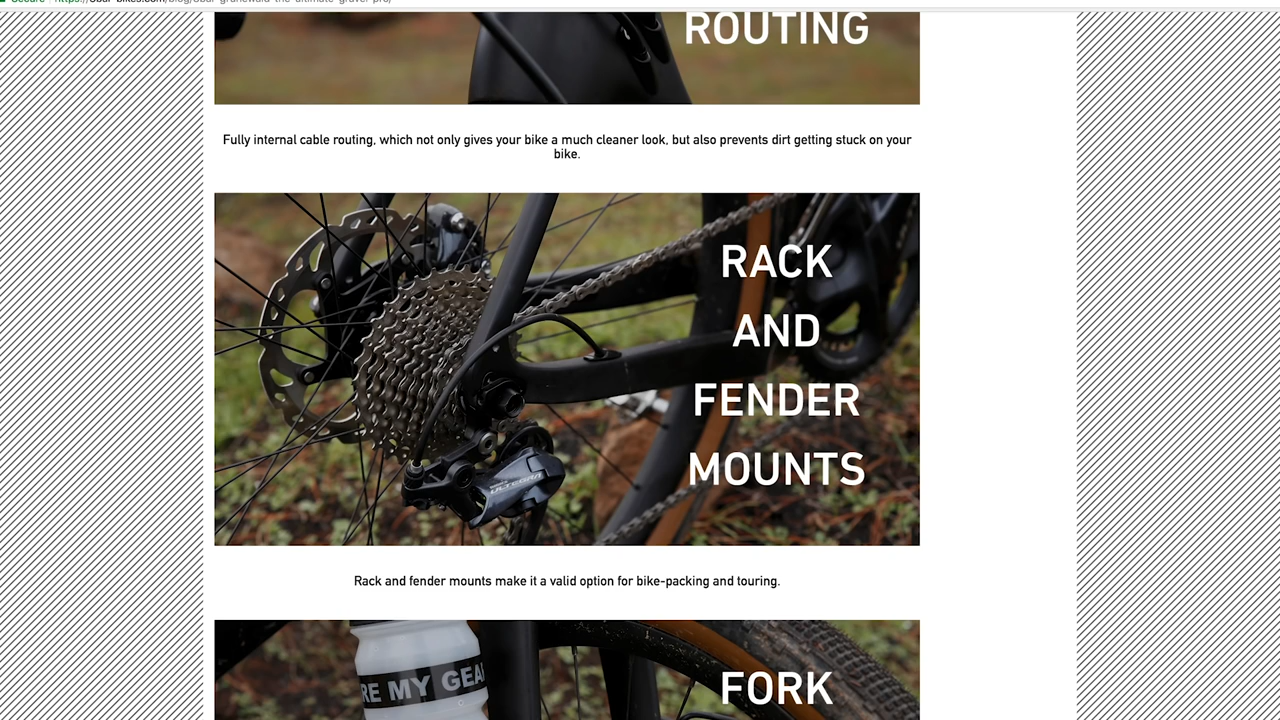 ROUTING
Fully internal cable routing, which not only gives your bike a much cleaner look, but also prevents dirt getting stuck on your
bike.
RACK
AND
FENDER
MOUNTS
ULTEGRA
Rack and fender mounts make it a valid option for bike-packing and touring.
RE MY GEA
FORK